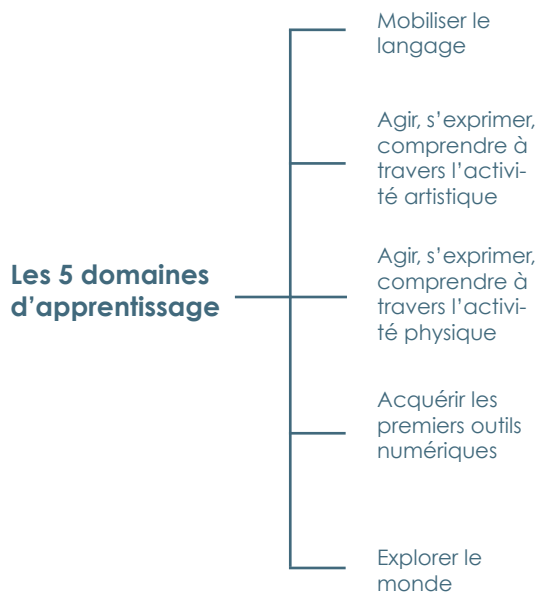 Mobiliser le
langage
Agir, s’exprimer,
comprendre à
travers l’activi-
té artistique
Les 5 domaines
d’apprentissage
Agir, s’exprimer,
comprendre à
travers l’activi-
té physique
Acquérir les
premiers outils
numériques
Explorer le
monde